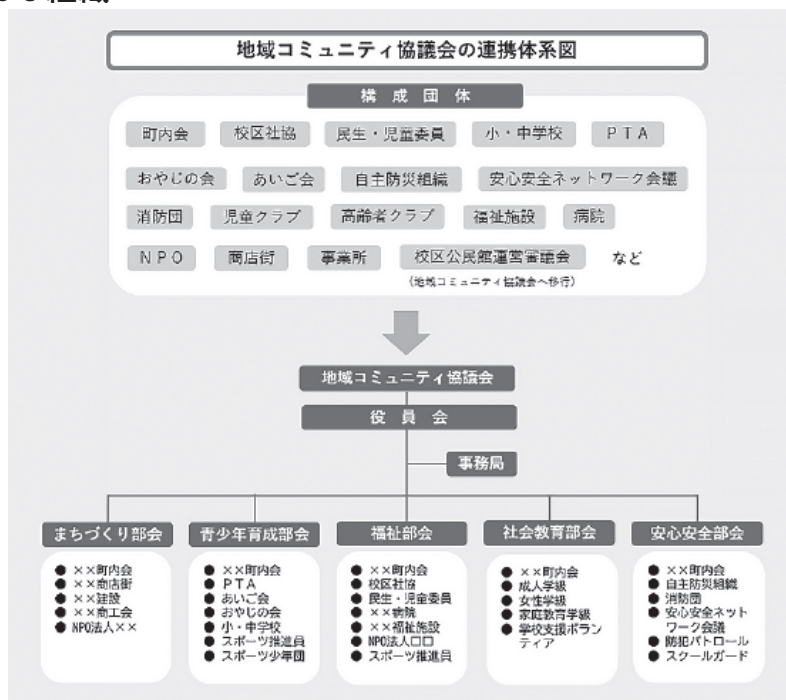 地域コミュニティ協議会の連携体系図
構成団体
町内会 校区社協 民生・児童委員 小・中学校 PTA
おやじの会 あいご会 自主防災組織 安心安全ネットワーク会議
消防団 児童クラブ 高齢者クラブ 福祉施設 病院
NPO 商店街 事業所 校区公民館運営審議会 など
(地域コミュニティ協議会へ移行)
地域コミュニティ協議会
役員会
事務局
まちづくり部会
● ××町内会
● ××商店街
● ××建設
● ××商工会
● NPO法人××
青少年育成部会
● ××町内会
● PTA
● あいご会
● おやじの会
● 小・中学校
● スポーツ推進員
● スポーツ少年団
福祉部会
● ××町内会
● 校区社協
● 民生・児童委員
● ××病院
● ××福祉施設
● NPO法人□□
● スポーツ推進員
社会教育部会
● ××町内会
● 成人学級
● 女性学級
● 家庭教育学級
● 学校支援ボラン
ティア
安心安全部会
● ××町内会
● 自主防災組織
● 消防団
● 安心安全ネット
ワーク会議
● 防犯パトロール
● スクールガード